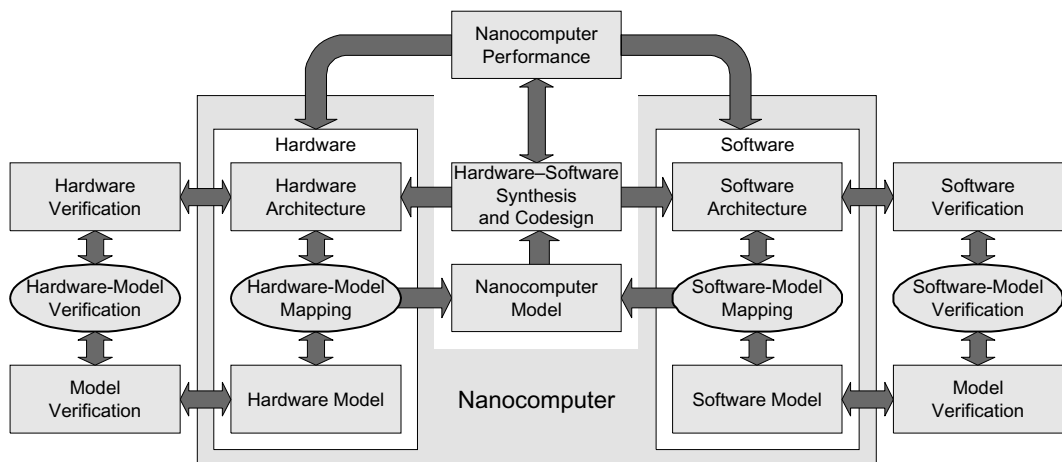 Nanocomputer
Performance
Hardware
Software
Hardware
Verification
Hardware
Architecture
Hardware–Software
Synthesis
and Codesign
Software
Architecture
Software
Verification
Hardware-Model
Verification
Hardware-Model
Mapping
Nanocomputer
Model
Software-Model
Mapping
Software-Model
Verification
Model
Verification
Hardware Model
Nanocomputer
Software Model
Model
Verification